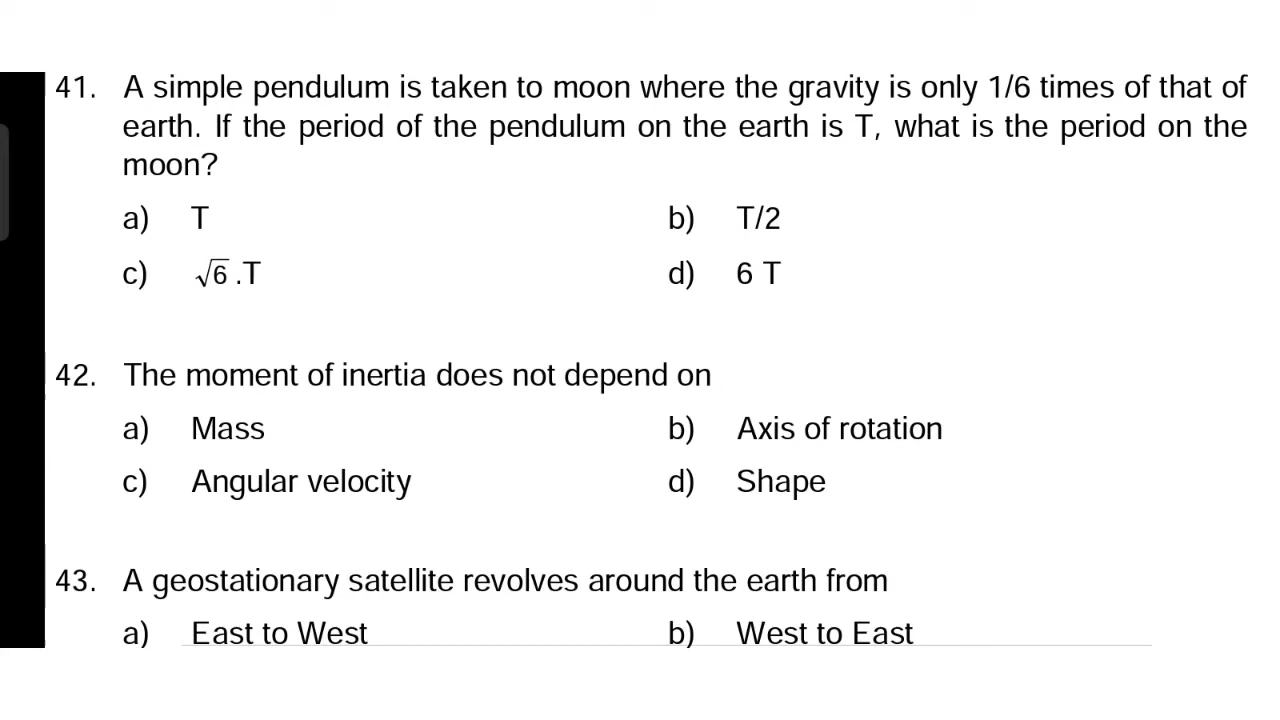 41. A simple pendulum is taken to moon where the gravity is only 1/6 times of that of
earth. If the period of the pendulum on the earth is T, what is the period on the
moon?
a) T b) T/2
c) √6 .T d) 6 T
42. The moment of inertia does not depend on
a) Mass b) Axis of rotation
c) Angular velocity d) Shape
43. A geostationary satellite revolves around the earth from
a) East to West b) West to East